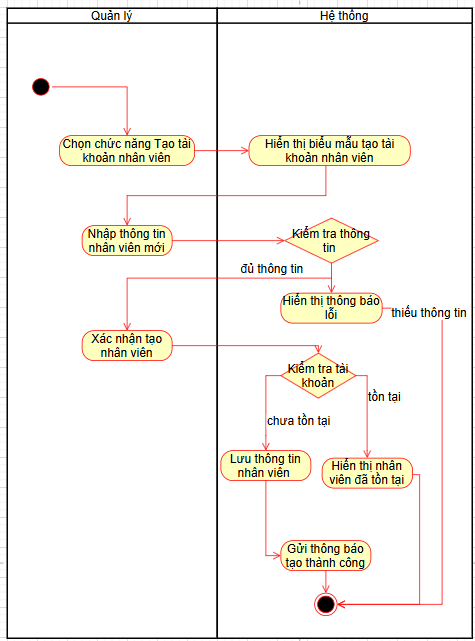 Quản lý
Hệ thống
Chọn chức năng Tạo tài
khoản nhân viên
Hiển thị biểu mẫu tạo tài
khoản nhân viên
Nhập thông tin
nhân viên mới
Kiểm tra thông
tin
đủ thông tin
Hiển thị thông báo
lỗi
thiếu thông tin
Xác nhận tạo
nhân viên
Kiểm tra tài
khoản
tồn tại
chưa tồn tại
Lưu thông tin
nhân viên
Hiển thị nhân
viên đã tồn tại
Gửi thông báo
tạo thành công